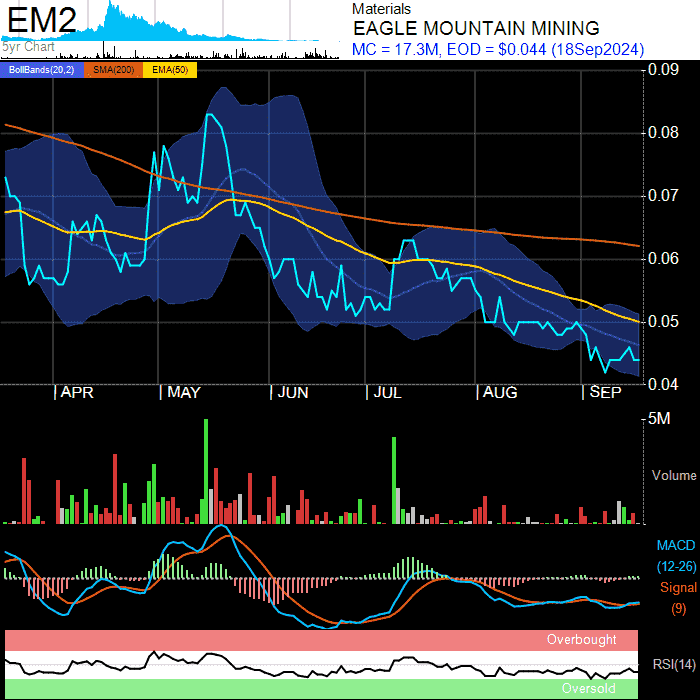 EM2
5yr Chart
Materials
EAGLE MOUNTAIN MINING
MC = 17.3M, EOD = $0.044 (18Sep2024)
BollBands(20,2) SMA(200) EMA(50)
0.09
0.08
0.07
0.06
0.05
0.04
APR MAY JUN JUL AUG SEP
5M
Volume
MACD
(12-26)
Signal
(9)
Overbought
RSI(14)
Oversold